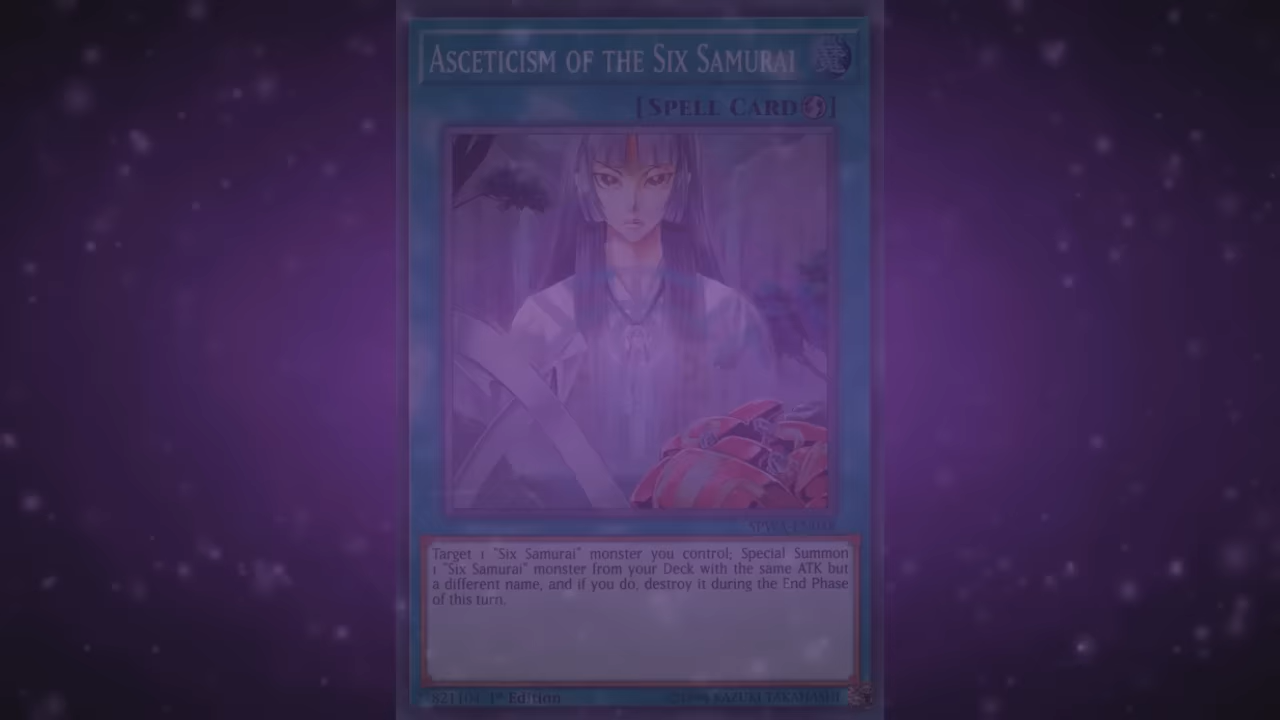 ASCETICISM OF THE SIX SAMURAI
[SPELL CARD]
Target 1 "Six Samurai" monster you control; Special Summon
1 "Six Samurai" monster from your Deck with the same ATK but
a different name, and if you do, destroy it during the End Phase
of this turn.
1st Edition
KAZUKI TAKAHASHI